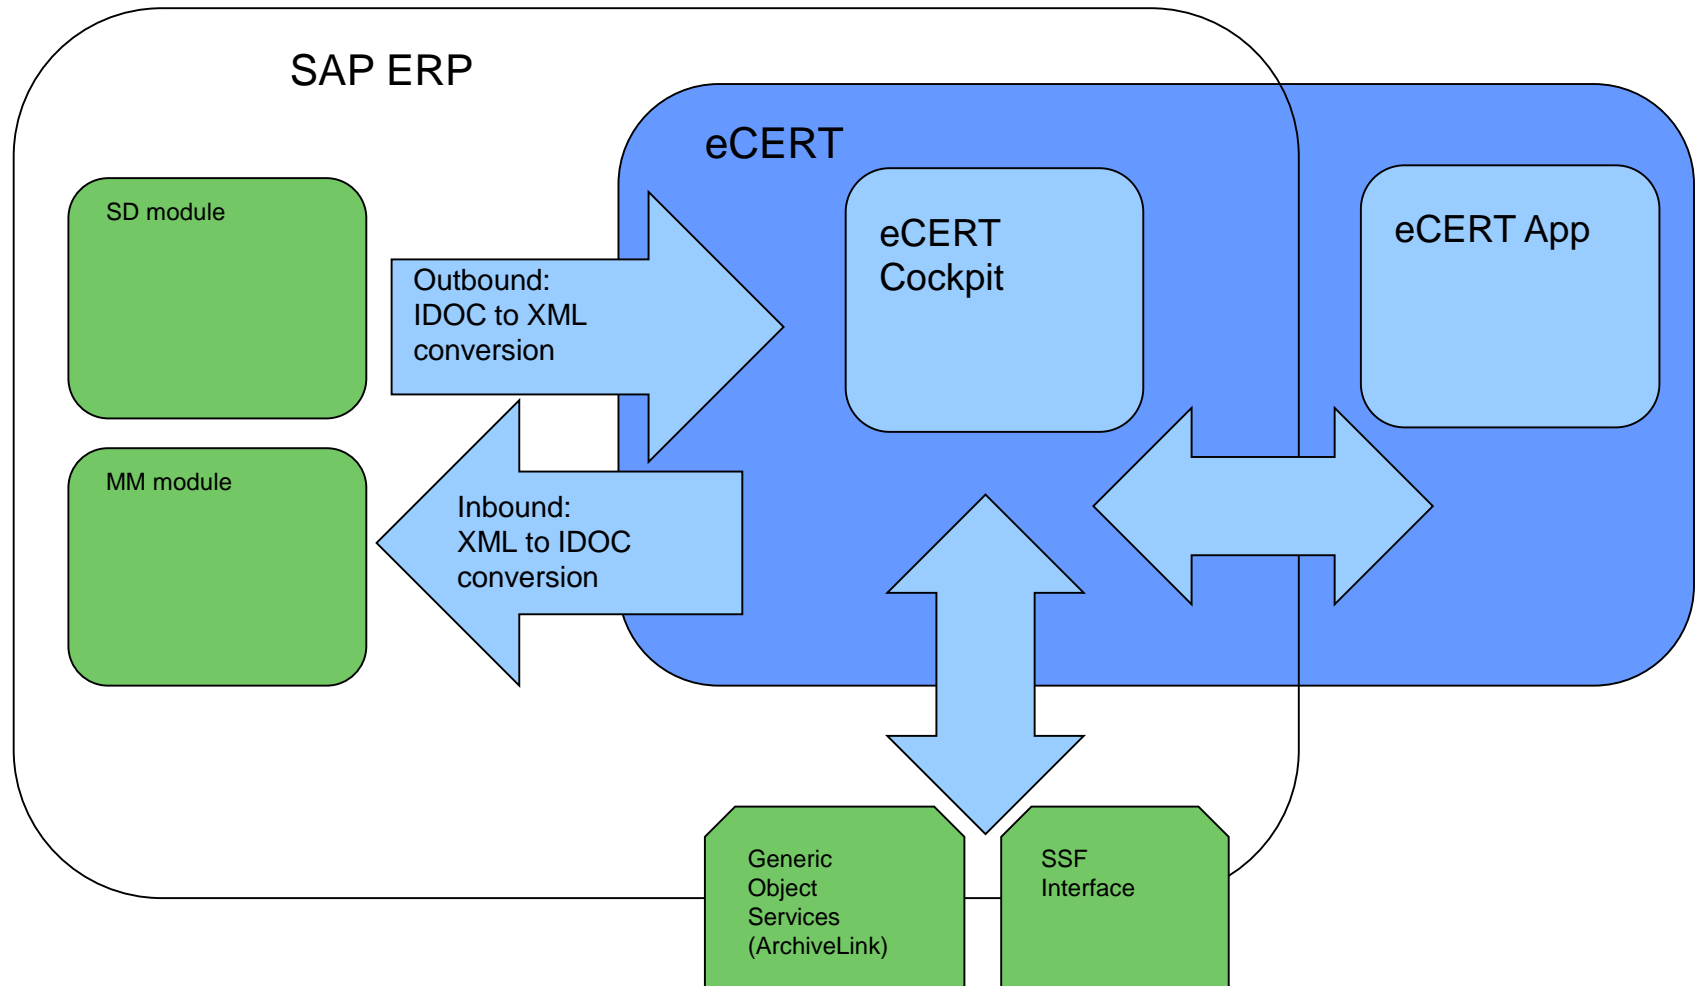 SAP ERP
eCERT
SD module
eCERT
Cockpit
eCERT App
Outbound:
IDOC to XML
conversion
MM module
Inbound:
XML to IDOC
conversion
Generic
Object
Services
(ArchiveLink)
SSF
Interface